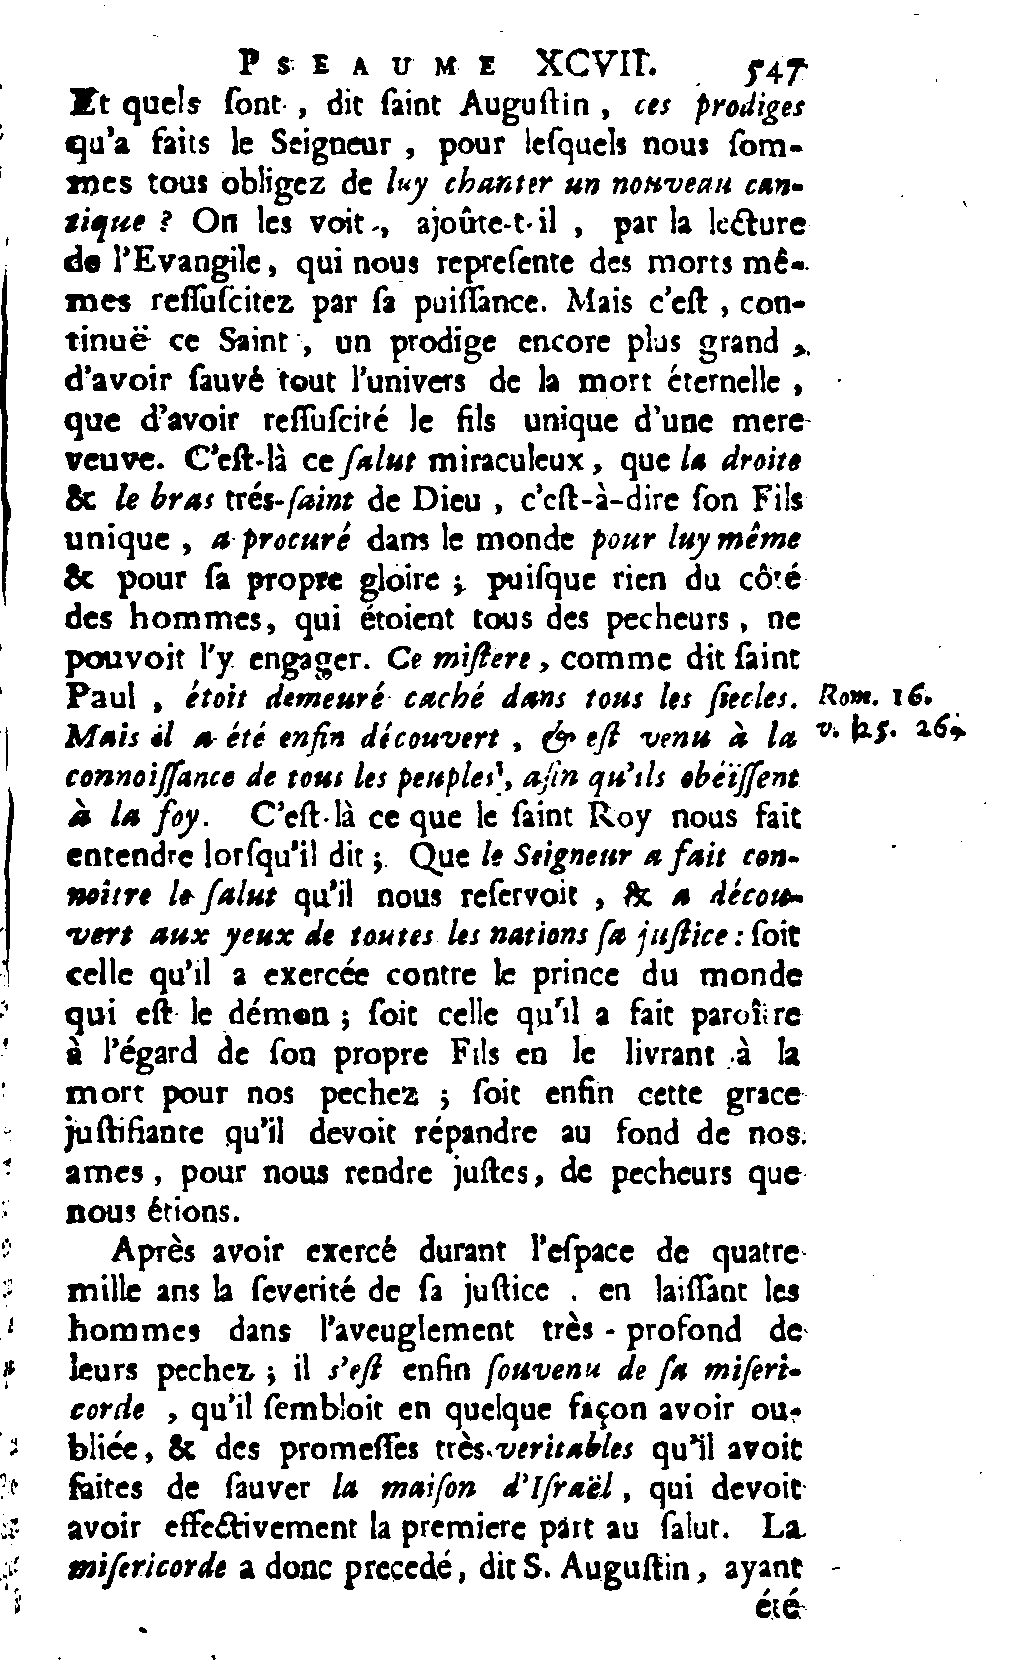 PSEAUME XCVII. 547
Et quels ſont, dit ſaint Auguſtin, ces prodiges
qu'a faits le Seigneur, pour leſquels nous ſom-
mes tous obligez de luy chanter un nouveau can-
tique ? On les voit, ajoûte-t-il, par la lecture
de l'Evangile, qui nous repreſente des morts mê-
mes reſſuſcitez par ſa puiſſance. Mais c'eſt, con-
tinuë ce Saint, un prodige encore plus grand,
d'avoir ſauvé tout l'univers de la mort éternelle,
que d'avoir reſſuſcité le fils unique d'une mere
veuve. C'eſt-là ce ſalut miraculeux, que la droite
& le bras trés-ſaint de Dieu, c'eſt-à-dire ſon Fils
unique, a procuré dans le monde pour luy même
& pour ſa propre gloire ; puiſque rien du côté
des hommes, qui étoient tous des pecheurs, ne
pouvoit l'y engager. Ce miſtere, comme dit ſaint
Paul, étoit demeuré caché dans tous les ſiecles. Rom. 16.
Mais il a été enfin découvert, & eſt venu à la v. 25. 26.
connoiſſance de tous les peuples, afin qu'ils obéïſſent
à la foy. C'eſt-là ce que le ſaint Roy nous fait
entendre lorſqu'il dit ; Que le Seigneur a fait con-
noître le ſalut qu'il nous reſervoit, & a décou-
vert aux yeux de toutes les nations ſa juſtice : ſoit
celle qu'il a exercée contre le prince du monde
qui eſt le démon ; ſoit celle qu'il a fait paroître
à l'égard de ſon propre Fils en le livrant à la
mort pour nos pechez ; ſoit enfin cette grace
juſtifiante qu'il devoit répandre au fond de nos
ames, pour nous rendre juſtes, de pecheurs que
nous étions.
Après avoir exercé durant l'eſpace de quatre
mille ans la ſeverité de ſa juſtice, en laiſſant les
hommes dans l'aveuglement très-profond de
leurs pechez ; il s'eſt enfin ſouvenu de ſa miſeri-
corde, qu'il ſembloit en quelque façon avoir ou-
bliée, & des promeſſes très-veritables qu'il avoit
faites de ſauver la maiſon d'Iſraël, qui devoit
avoir effectivement la premiere part au ſalut. La
miſericorde a donc precedé, dit S. Auguſtin, ayant
été